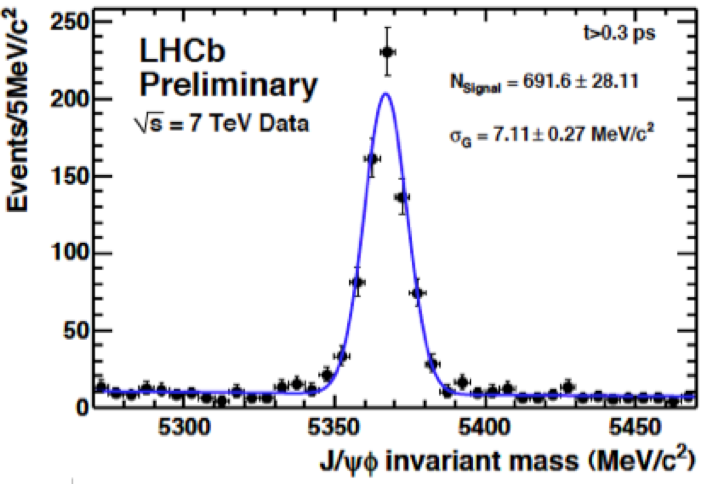 t>0.3 ps
LHCb
Preliminary
√s = 7 TeV Data
N_Signal = 691.6 ± 28.11
σ_G = 7.11 ± 0.27 MeV/c²
Events/5MeV/c²
250
200
150
100
50
0
5300
5350
5400
5450
J/ψϕ invariant mass (MeV/c²)